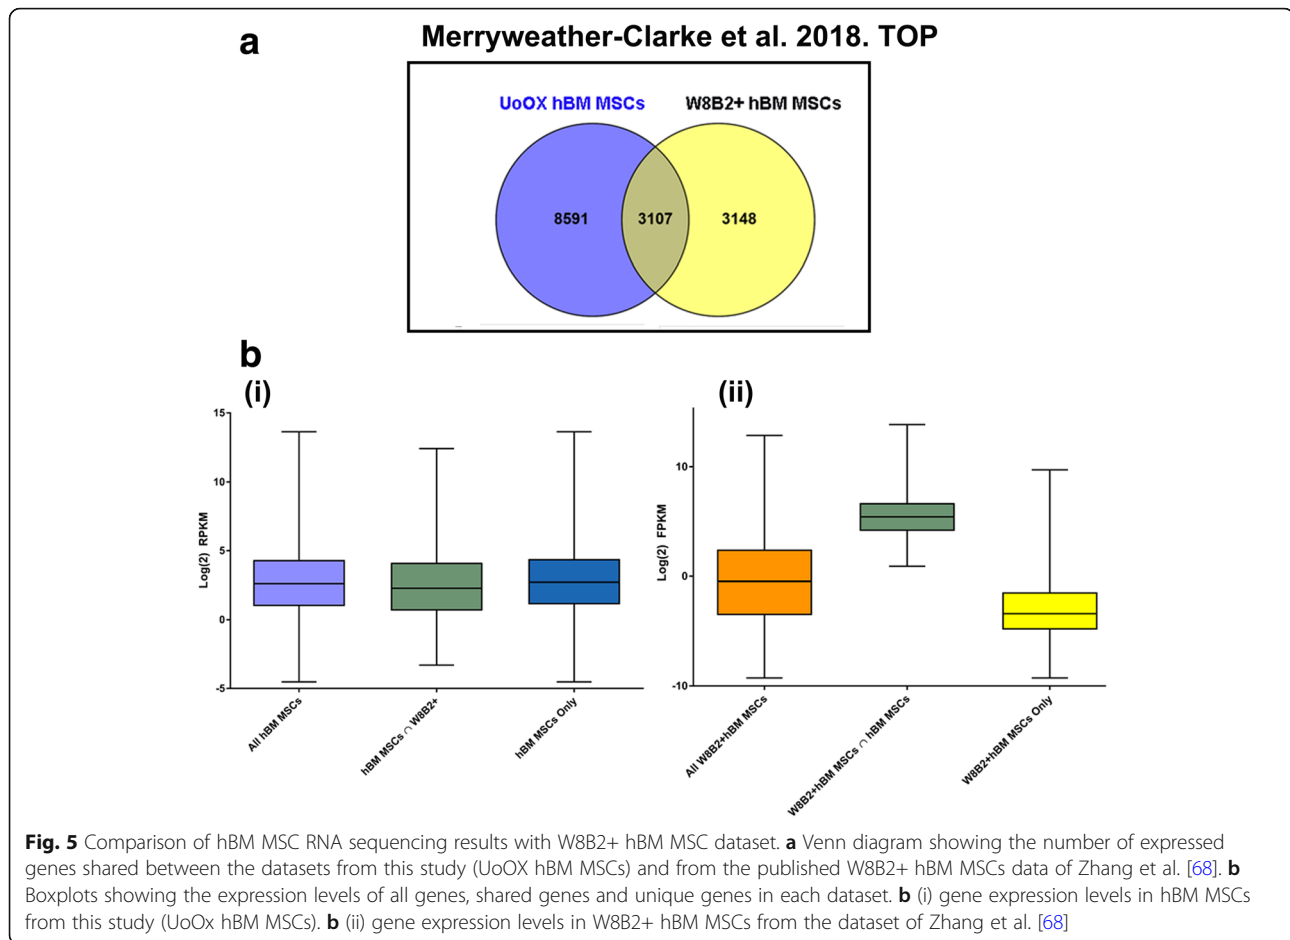 a
Merryweather-Clarke et al. 2018. TOP
UoOX hBM MSCs
W8B2+ hBM MSCs
8591
3107
3148
b
(i)
15
10
5
0
-5
Log(2) RPKM
All hBM MSCs
hBM MSCs ∩ W8B2+
hBM MSCs Only
(ii)
10
0
-10
Log(2) FPKM
All W8B2+hBM MSCs
W8B2+hBM MSCs ∩ hBM MSCs
W8B2+hBM MSCs Only
Fig. 5 Comparison of hBM MSC RNA sequencing results with W8B2+ hBM MSC dataset. a Venn diagram showing the number of expressed
genes shared between the datasets from this study (UoOX hBM MSCs) and from the published W8B2+ hBM MSCs data of Zhang et al. [68]. b
Boxplots showing the expression levels of all genes, shared genes and unique genes in each dataset. b (i) gene expression levels in hBM MSCs
from this study (UoOx hBM MSCs). b (ii) gene expression levels in W8B2+ hBM MSCs from the dataset of Zhang et al. [68]